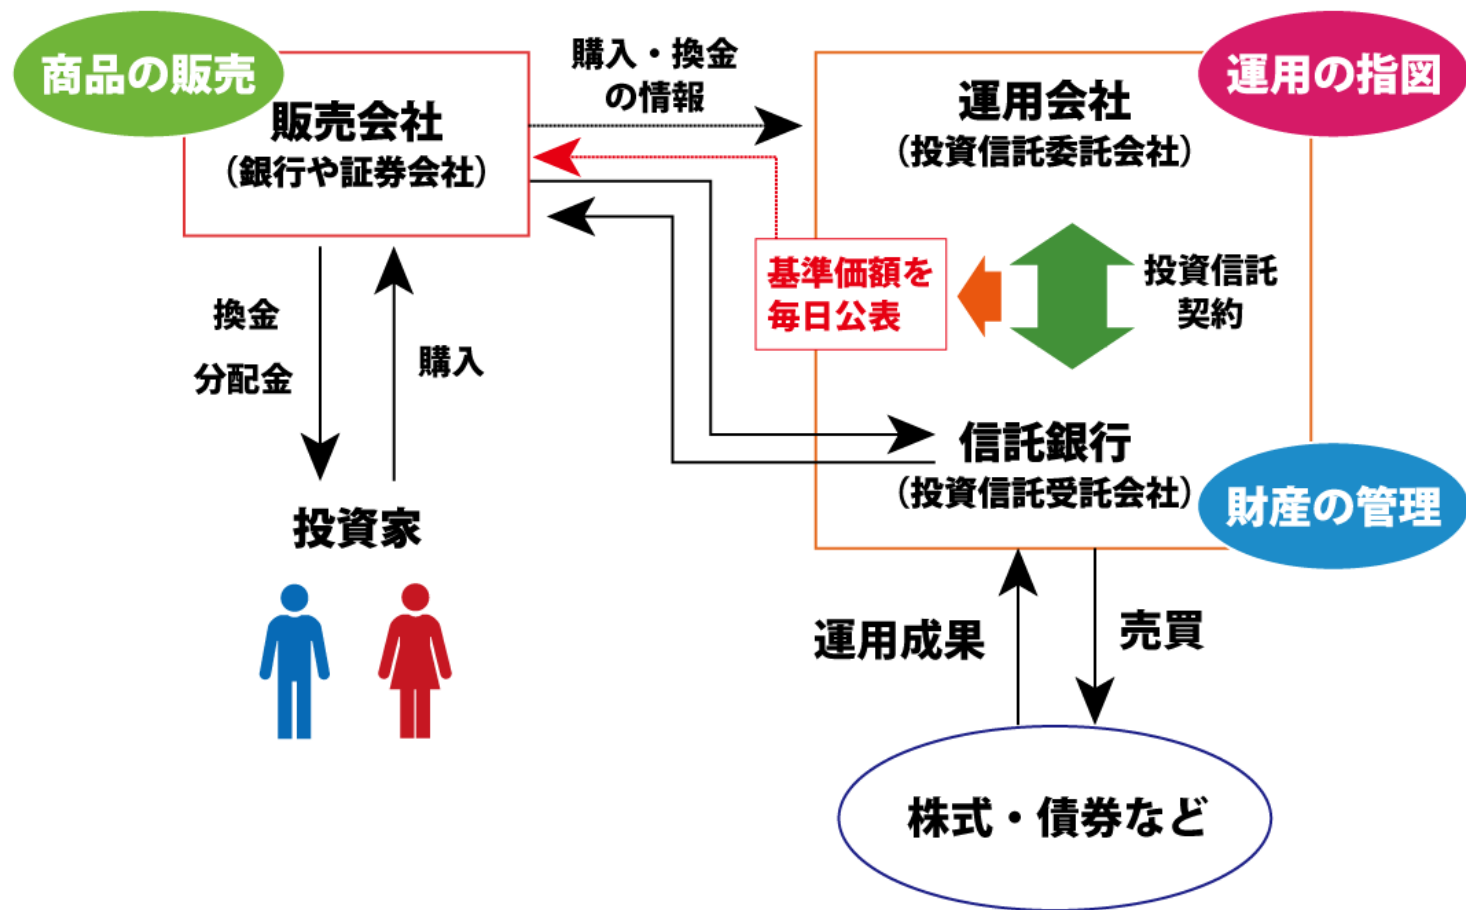 商品の販売
販売会社
（銀行や証券会社）
購入・換金
の情報
運用の指図
運用会社
（投資信託委託会社）
基準価額を
毎日公表
投資信託
契約
換金
分配金
購入
信託銀行
（投資信託受託会社）
財産の管理
投資家
運用成果
売買
株式・債券など